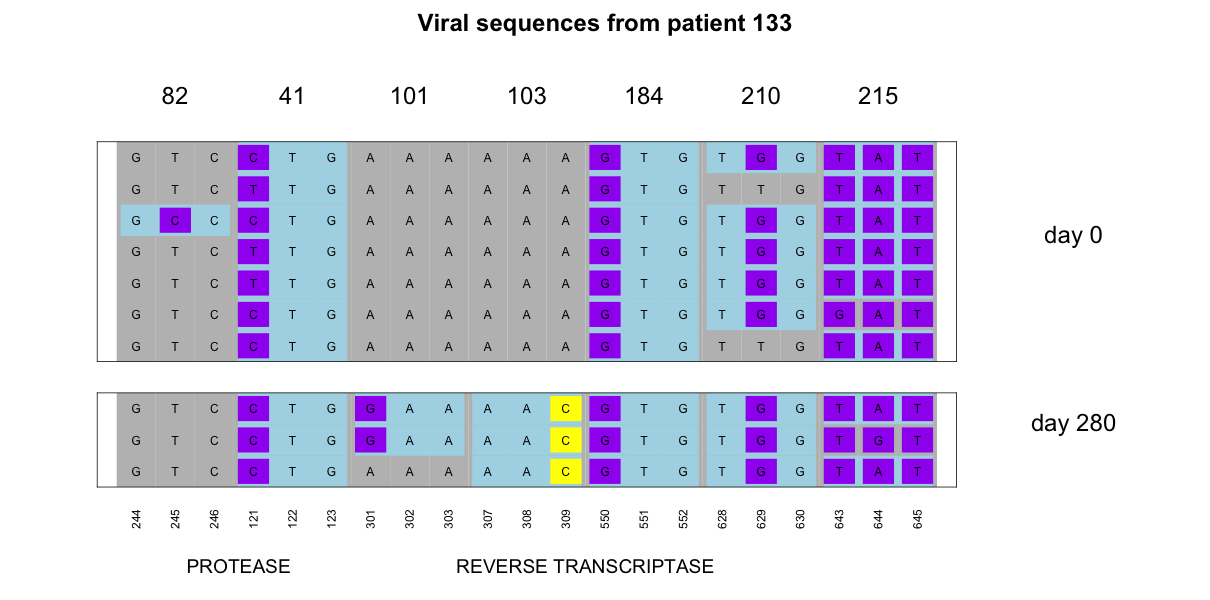 Viral sequences from patient 133
82 41 101 103 184 210 215
G T C C T G A A A A A A G T G T G G T A T
G T C T T G A A A A A A G T G T T G T A T
G C C C T G A A A A A A G T G T G G T A T
day 0
G T C T T G A A A A A A G T G T G G T A T
G T C T T G A A A A A A G T G T G G T A T
G T C C T G A A A A A A G T G T G G G A T
G T C C T G A A A A A A G T G T T G T A T
G T C C T G G A A A A C G T G T G G T A T
day 280
G T C C T G G A A A A C G T G T G G T G T
G T C C T G A A A A A C G T G T G G T A T
244 245 246 121 122 123 301 302 303 307 308 309 550 551 552 628 629 630 643 644 645
PROTEASE REVERSE TRANSCRIPTASE